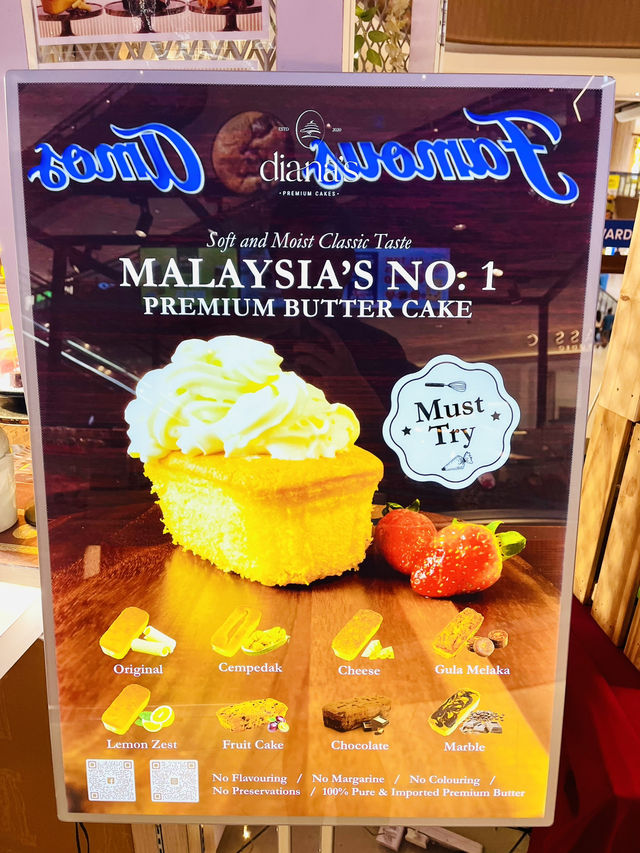 Famous Amos
ESTD 2020
diana's
• PREMIUM CAKES •
Soft and Moist Classic Taste
MALAYSIA'S NO: 1
PREMIUM BUTTER CAKE
Must
Try
Original
Cempedak
Cheese
Gula Melaka
Lemon Zest
Fruit Cake
Chocolate
Marble
No Flavouring / No Margarine / No Colouring /
No Preservations / 100% Pure & Imported Premium Butter